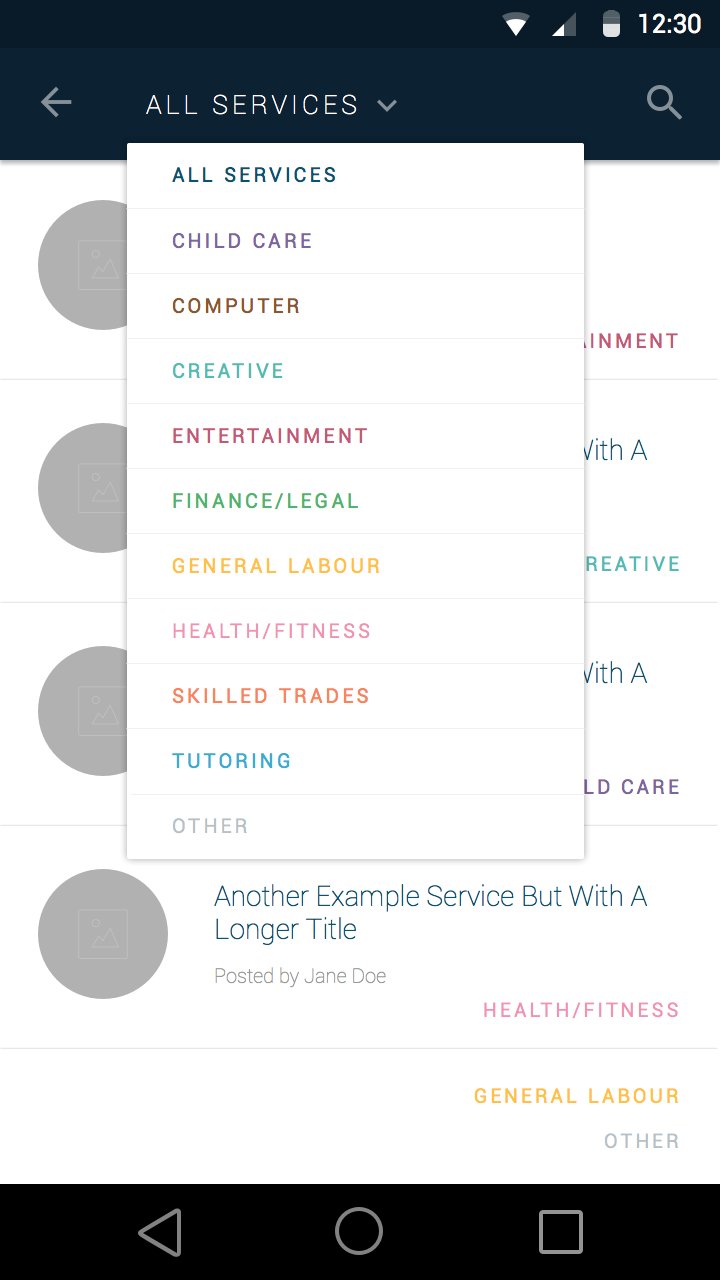 12:30
ALL SERVICES
ALL SERVICES
CHILD CARE
COMPUTER
AINMENT
CREATIVE
ENTERTAINMENT
With A
FINANCE/LEGAL
GENERAL LABOUR
REATIVE
HEALTH/FITNESS
With A
SKILLED TRADES
TUTORING
LD CARE
OTHER
Another Example Service But With A
Longer Title
Posted by Jane Doe
HEALTH/FITNESS
GENERAL LABOUR
OTHER